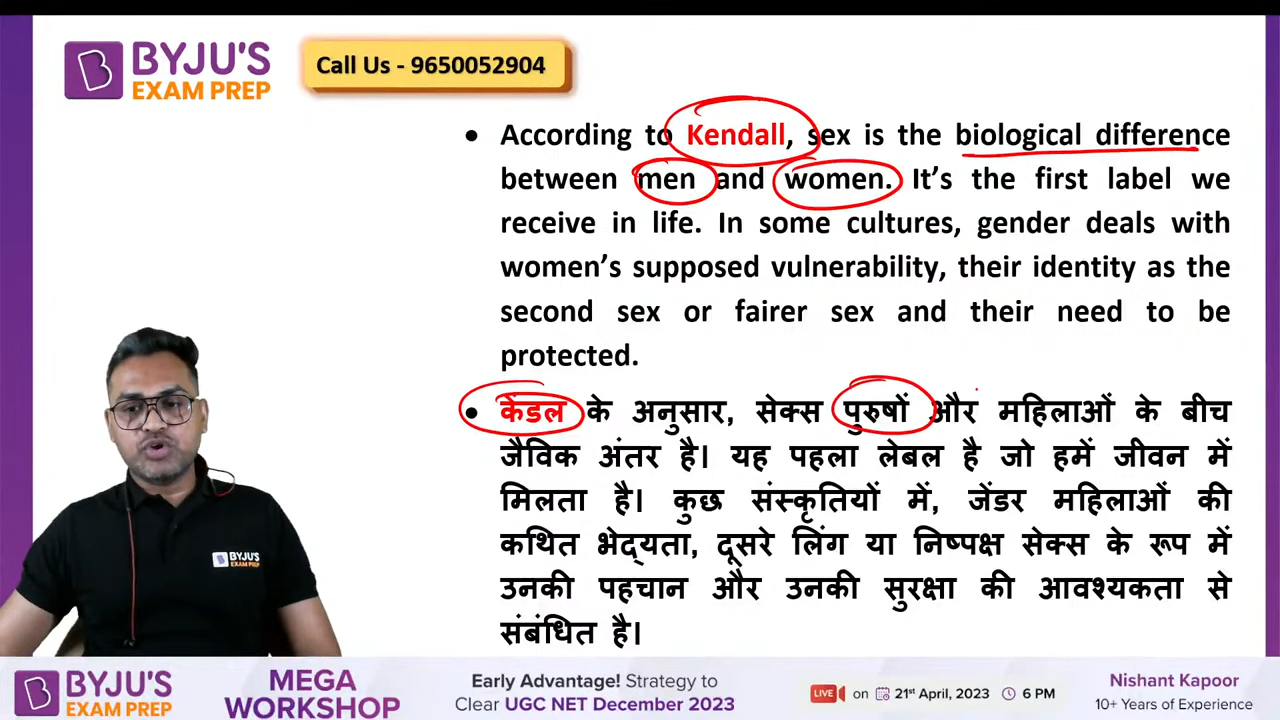 BYJU'S
EXAM PREP
Call Us - 9650052904
• According to Kendall, sex is the biological difference
between men and women. It's the first label we
receive in life. In some cultures, gender deals with
women's supposed vulnerability, their identity as the
second sex or fairer sex and their need to be
protected.
• केंडल के अनुसार, सेक्स पुरुषों और महिलाओं के बीच
जैविक अंतर है। यह पहला लेबल है जो हमें जीवन में
मिलता है। कुछ संस्कृतियों में, जेंडर महिलाओं की
कथित भेद्यता, दूसरे लिंग या निष्पक्ष सेक्स के रूप में
उनकी पहचान और उनकी सुरक्षा की आवश्यकता से
संबंधित है।
BYJU'S
EXAM PREP
BYJU'S
EXAM PREP
MEGA
WORKSHOP
Early Advantage! Strategy to
Clear UGC NET December 2023
LIVE on 21st April, 2023 6 PM
Nishant Kapoor
10+ Years of Experience